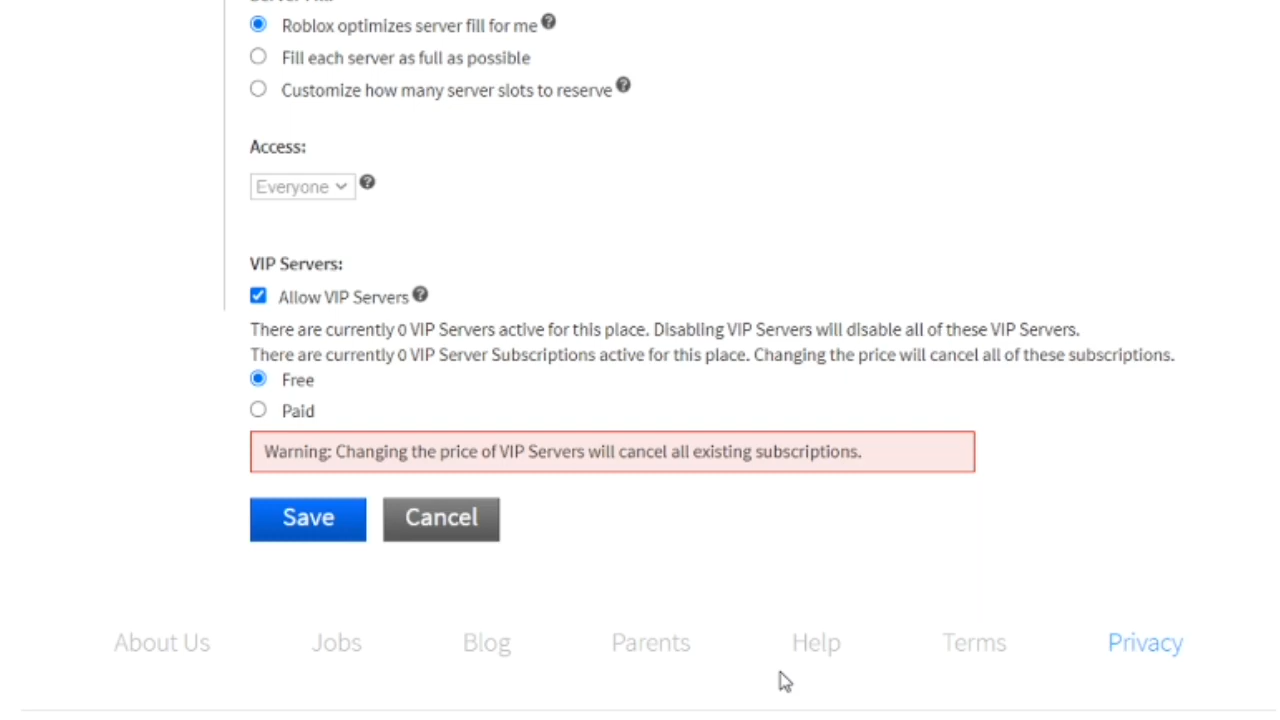 Roblox optimizes server fill for me
Fill each server as full as possible
Customize how many server slots to reserve
Access:
Everyone
VIP Servers:
Allow VIP Servers
There are currently 0 VIP Servers active for this place. Disabling VIP Servers will disable all of these VIP Servers.
There are currently 0 VIP Server Subscriptions active for this place. Changing the price will cancel all of these subscriptions.
Free
Paid
Warning: Changing the price of VIP Servers will cancel all existing subscriptions.
Save Cancel
About Us Jobs Blog Parents Help Terms Privacy